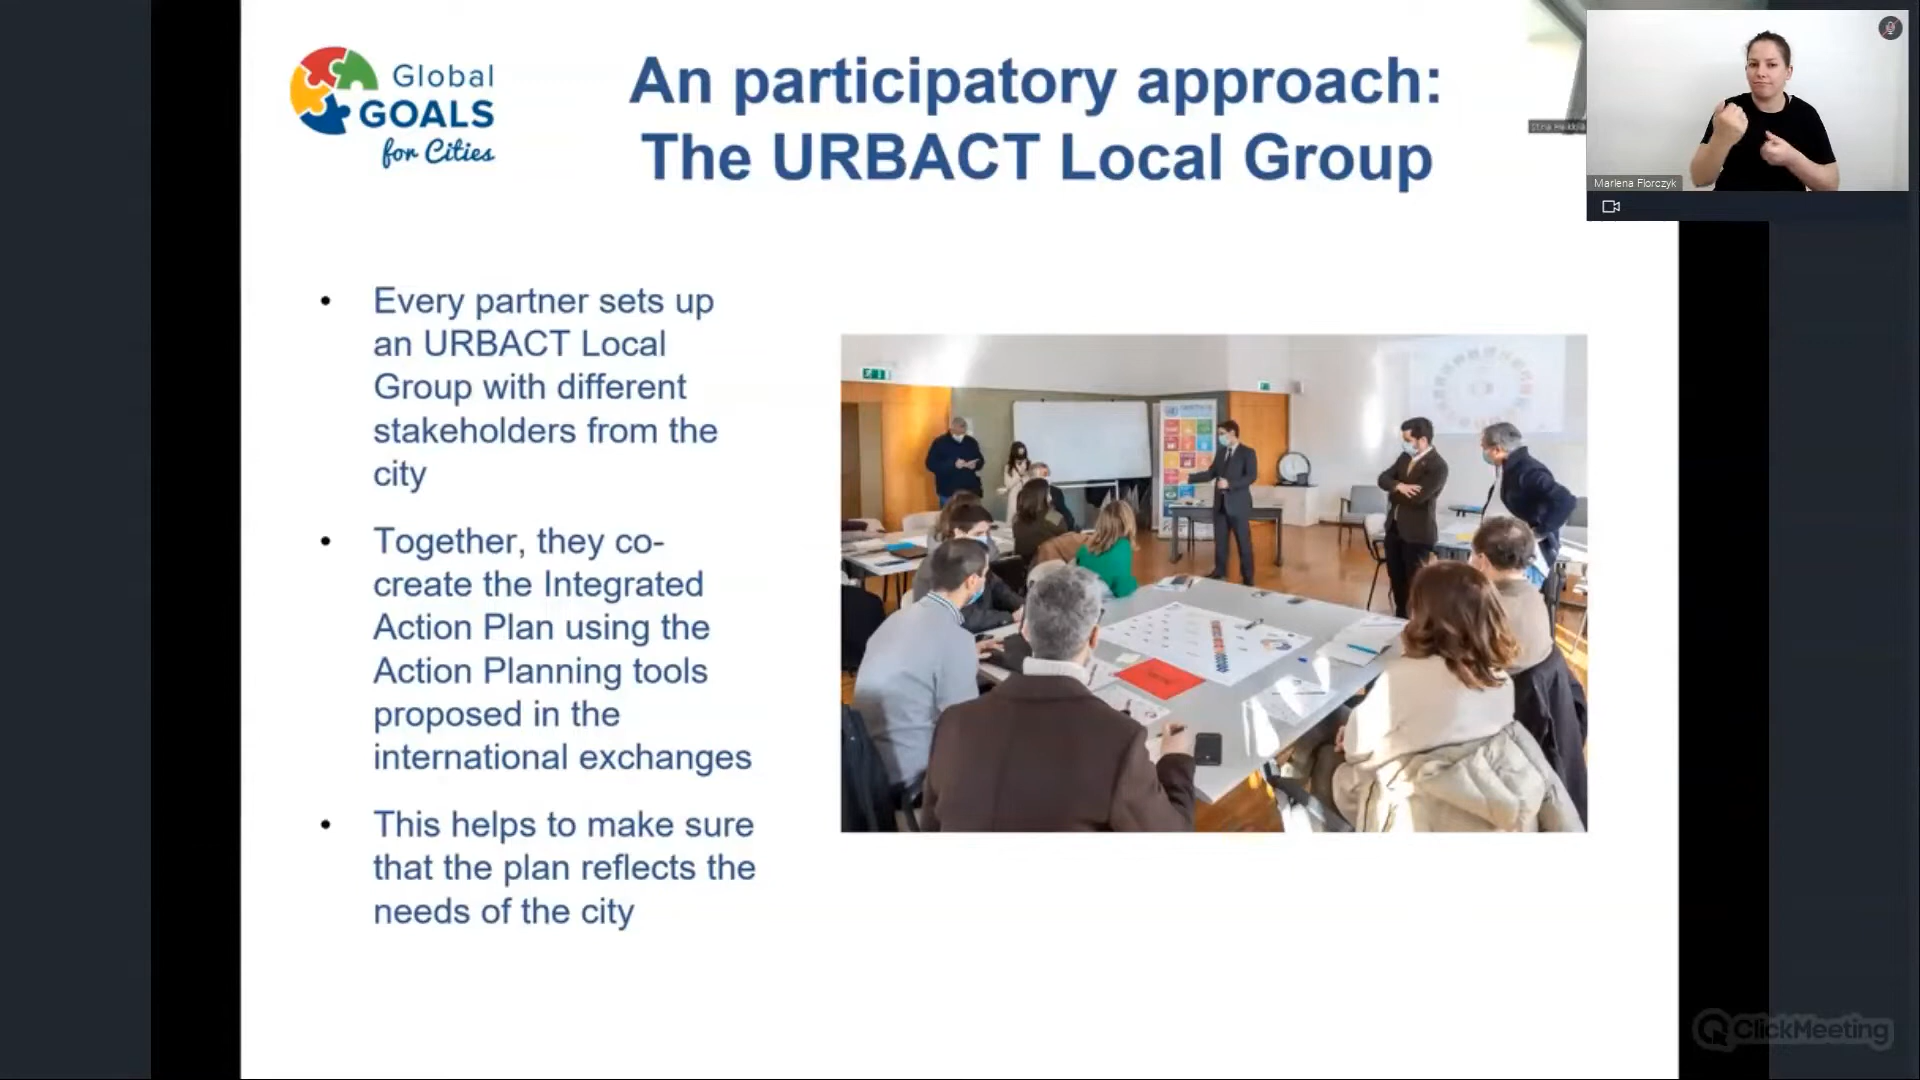 Global
GOALS
for Cities
An participatory approach:
The URBACT Local Group
Marlena Fiorczyk
• Every partner sets up
an URBACT Local
Group with different
stakeholders from the
city
• Together, they co-
create the Integrated
Action Plan using the
Action Planning tools
proposed in the
international exchanges
• This helps to make sure
that the plan reflects the
needs of the city
ClickMeeting